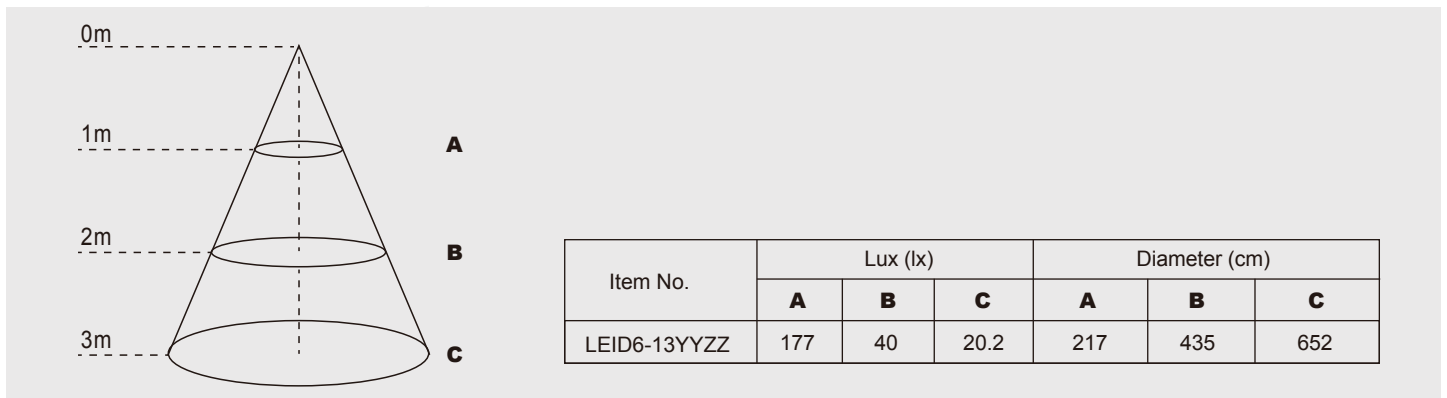 0m
1m
A
2m
B
3m
C
Item No. Lux (lx) Diameter (cm)
A B C A B C
LEID6-13YYZZ 177 40 20.2 217 435 652